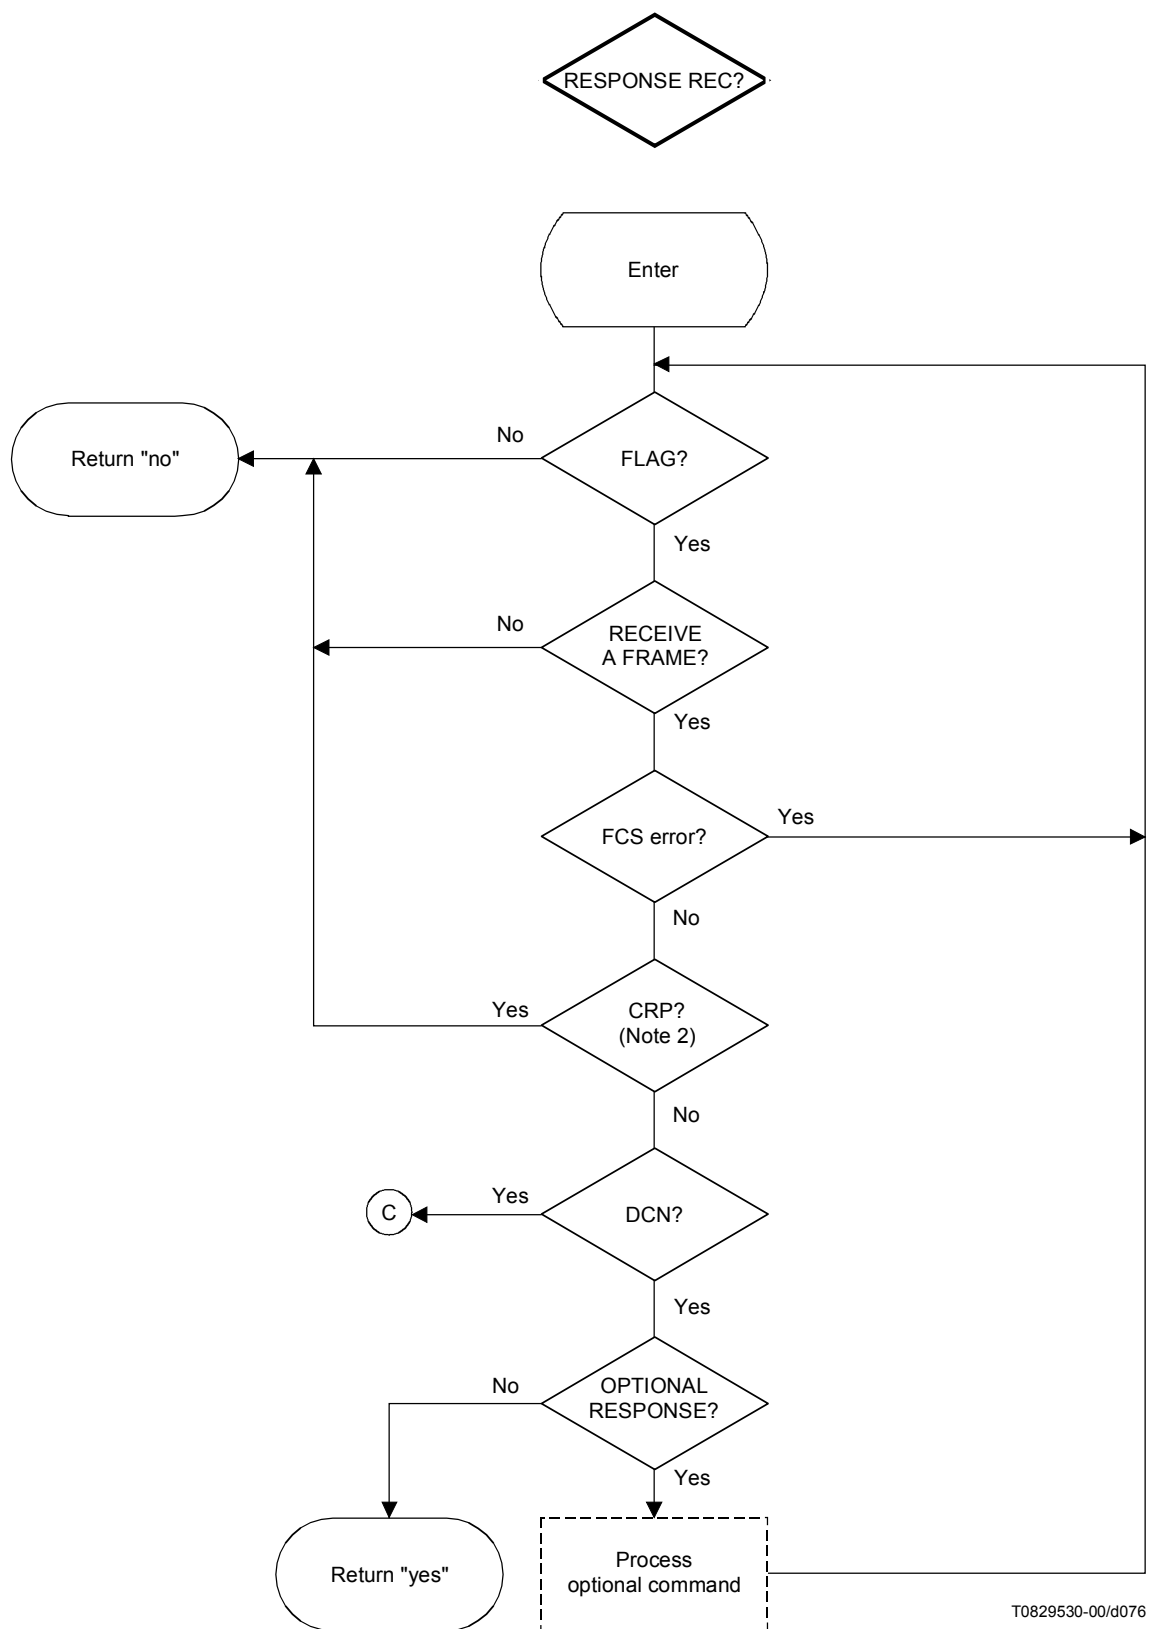 RESPONSE REC?
Enter
No
Return "no"
FLAG?
Yes
No
RECEIVE
A FRAME?
Yes
FCS error?
Yes
No
Yes
CRP?
(Note 2)
No
Yes
C
DCN?
Yes
No
OPTIONAL
RESPONSE?
Yes
Return "yes"
Process
optional command
T0829530-00/d076